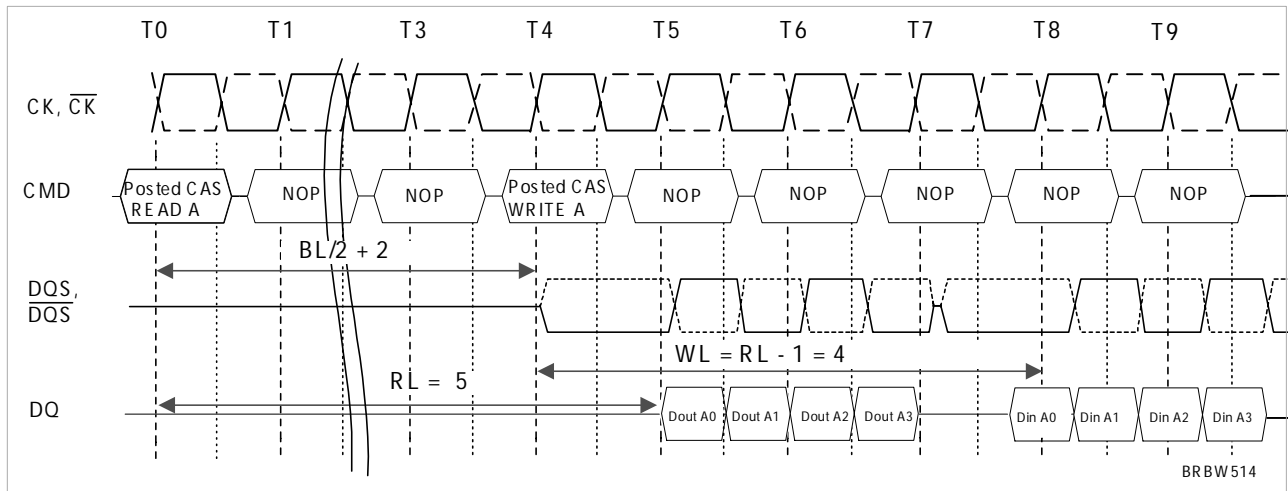 T0 T1 T3 T4 T5 T6 T7 T8 T9
CK, CK
CMD
Posted CAS
READ A
NOP
NOP
Posted CAS
WRITE A
NOP
NOP
NOP
NOP
NOP
BL/2 + 2
DQS,
DQS
WL = RL - 1 = 4
RL = 5
DQ
Dout A0 Dout A1 Dout A2 Dout A3 Din A0 Din A1 Din A2 Din A3
BRBW514